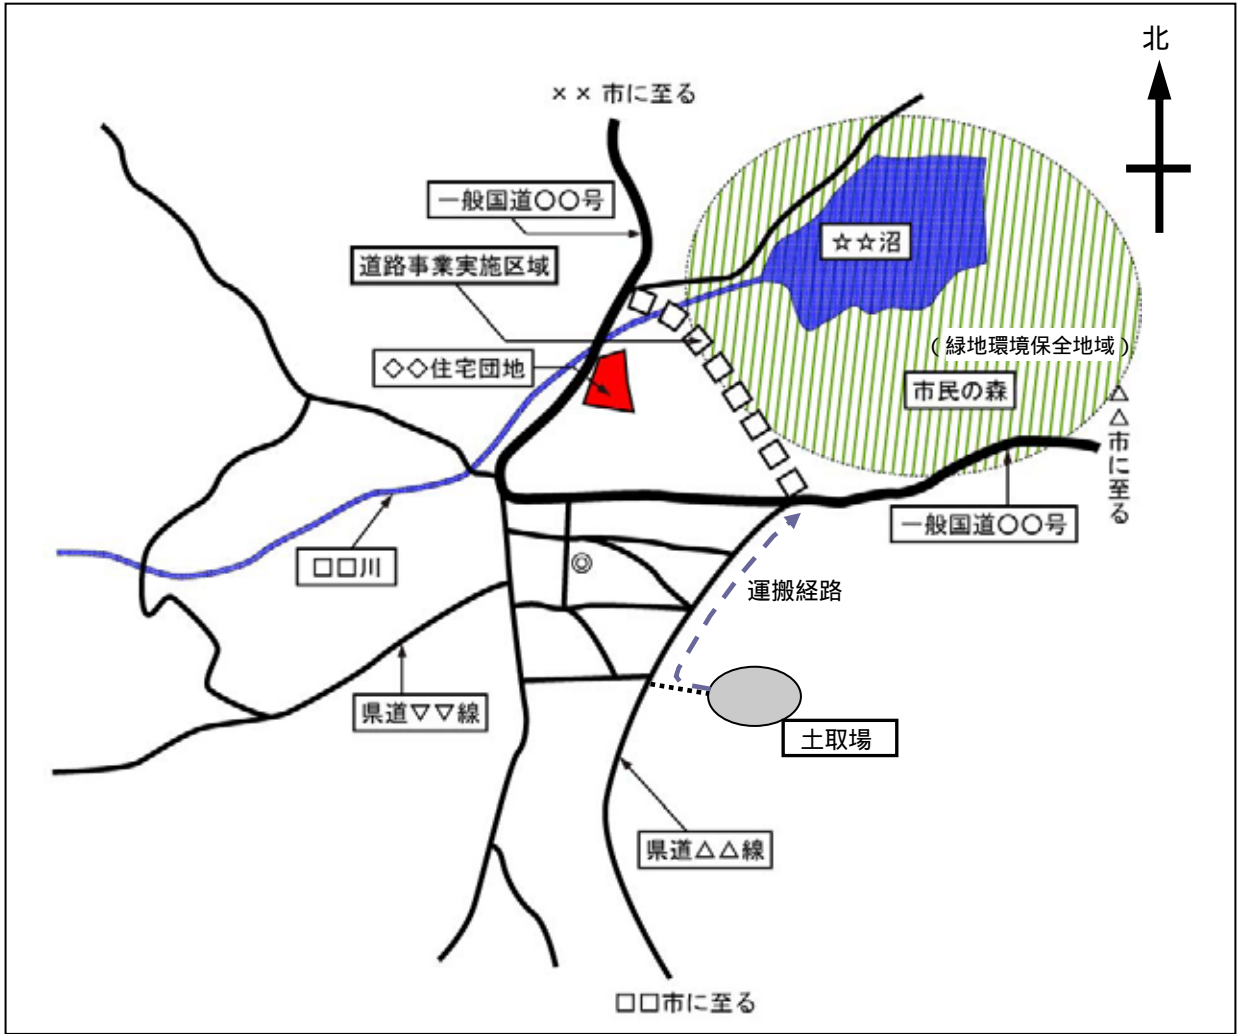 北
×× 市に至る
一般国道〇〇号
道路事業実施区域
☆☆沼
(緑地環境保全地域)
◇◇住宅団地
市民の森
△△市に至る
一般国道〇〇号
□□川
◎
運搬経路
県道▽▽線
土取場
県道△△線
□□市に至る